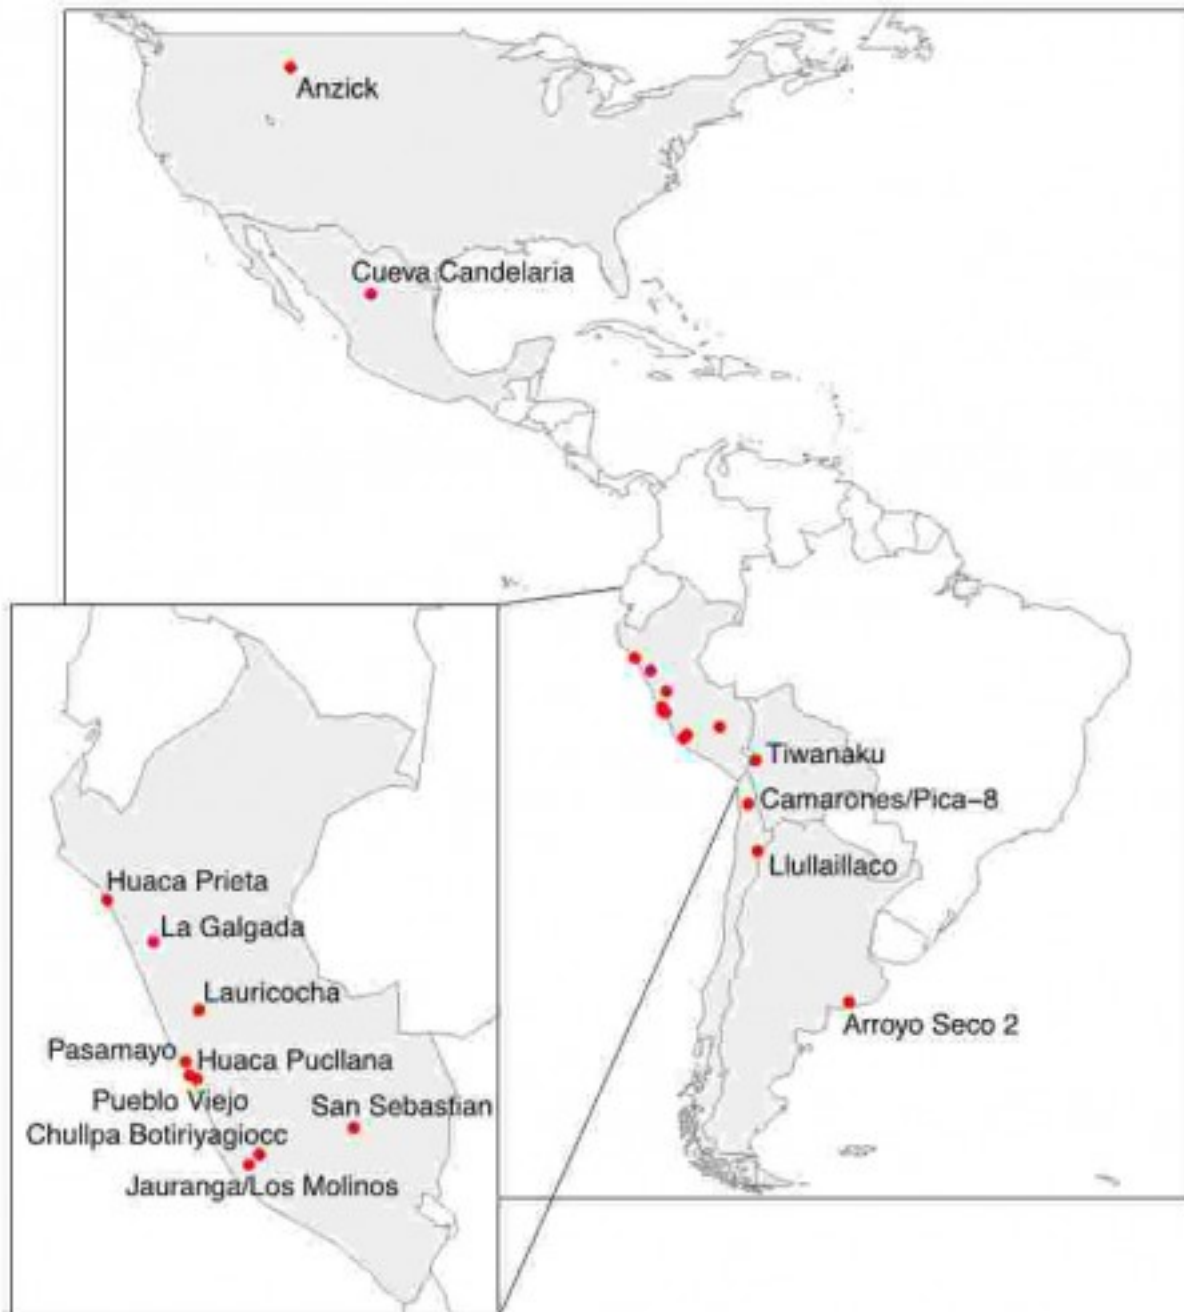 Anzick
Cueva Candelaria
Tiwanaku
Camarones/Pica-8
Llullaillaco
Arroyo Seco 2
Huaca Prieta
La Galgada
Lauricocha
Pasamayo
Huaca Pucllana
Pueblo Viejo
San Sebastian
Chullpa Botiriyagiocc
Jauranga/Los Molinos